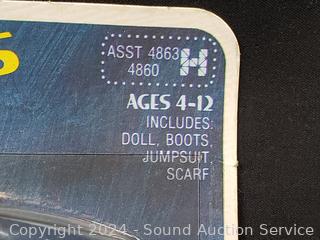 S
ASST 4863
4860
H
AGES 4-12
INCLUDES:
DOLL, BOOTS,
JUMPSUIT,
SCARF
Copyright 2024 - Sound Auction Service